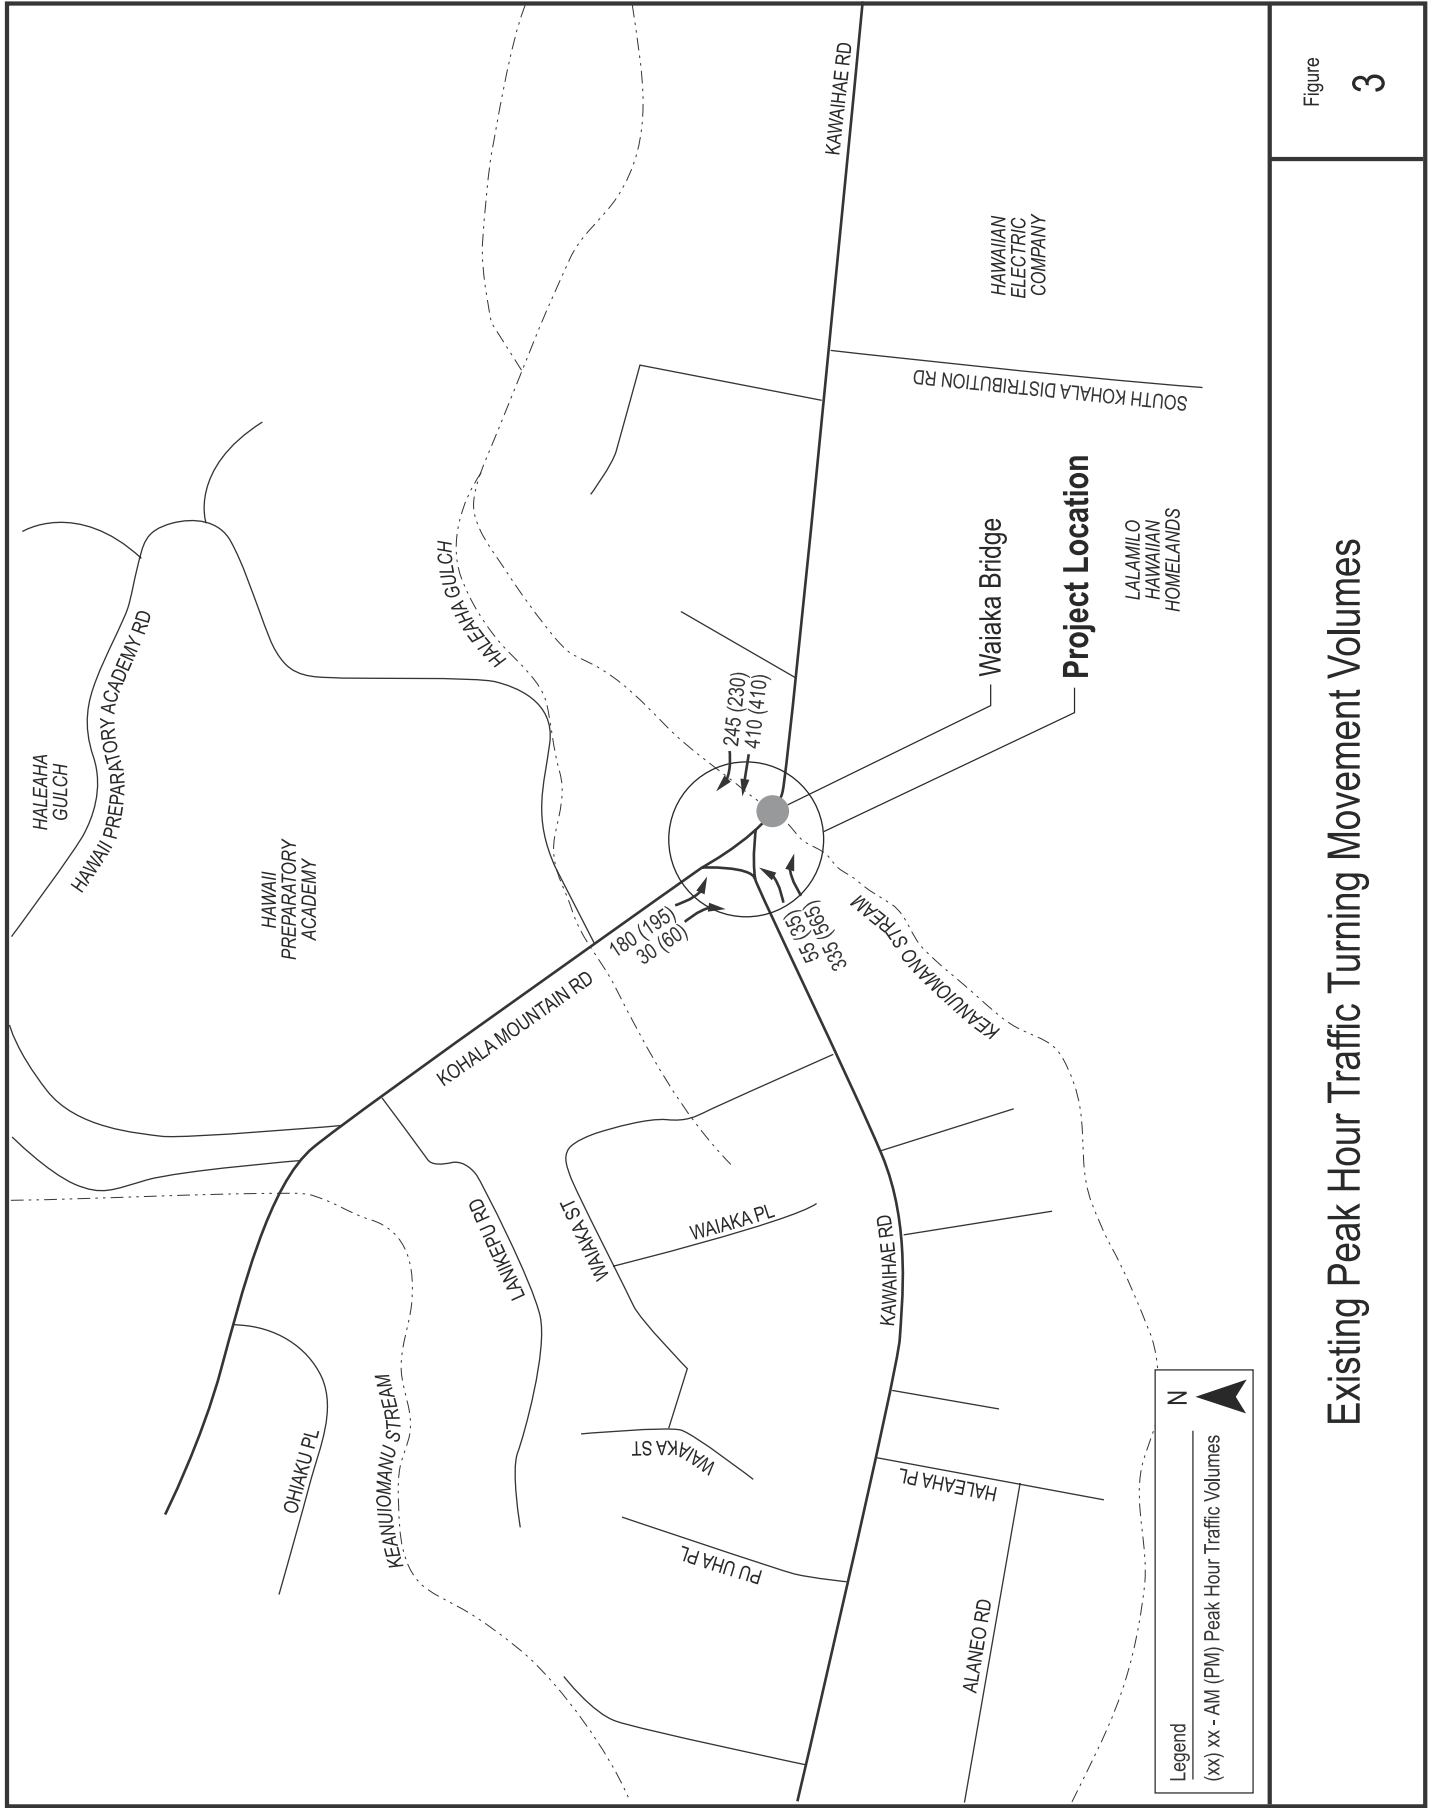 HALEAHA
GULCH
HAWAII PREPARATORY ACADEMY RD
HAWAII
PREPARATORY
ACADEMY
HALEAHA GULCH
KOHALA MOUNTAIN RD
OHIAKU PL
KEANUIOMANU STREAM
LANIKEPU RD
WAIAKA ST
WAIAKA PL
WAIAKA ST
PU UHA PL
180 (195)
30 (60)
245 (230)
410 (410)
55 (35)
335 (565)
KAWAIHAE RD
KAWAIHAE RD
KEANUIOMANO STREAM
HALEAHA PL
ALANEO RD
SOUTH KOHALA DISTRIBUTION RD
HAWAIIAN
ELECTRIC
COMPANY
Waiaka Bridge
Project Location
LALAMILO
HAWAIIAN
HOMELANDS
Legend
(xx) xx - AM (PM) Peak Hour Traffic Volumes
N
Existing Peak Hour Traffic Turning Movement Volumes
Figure
3